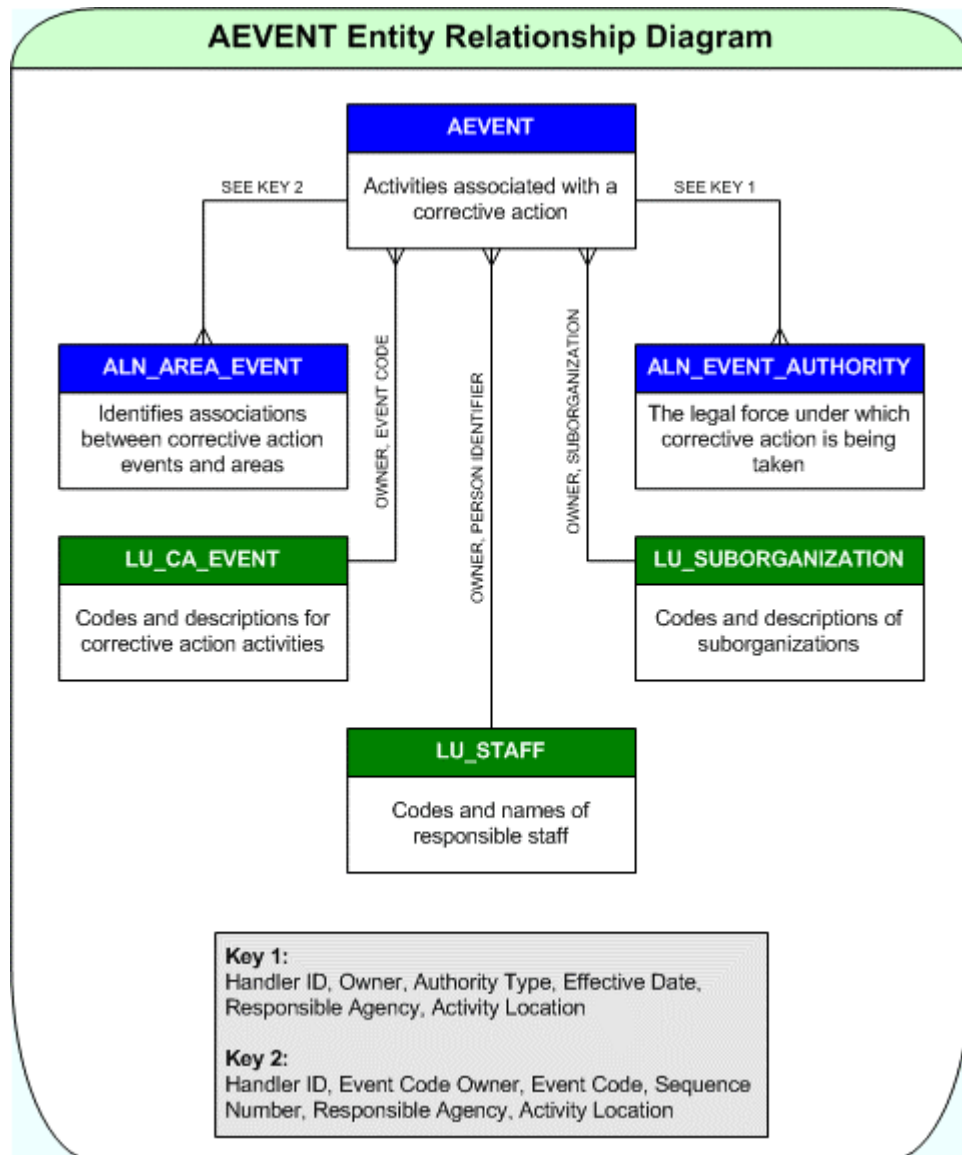 AEVENT Entity Relationship Diagram
AEVENT
Activities associated with a
corrective action
SEE KEY 2
SEE KEY 1
ALN_AREA_EVENT
Identifies associations
between corrective action
events and areas
ALN_EVENT_AUTHORITY
The legal force under which
corrective action is being
taken
OWNER, EVENT CODE
OWNER, PERSON IDENTIFIER
OWNER, SUBORGANIZATION
LU_CA_EVENT
Codes and descriptions for
corrective action activities
LU_SUBORGANIZATION
Codes and descriptions of
suborganizations
LU_STAFF
Codes and names of
responsible staff
Key 1:
Handler ID, Owner, Authority Type, Effective Date,
Responsible Agency, Activity Location
Key 2:
Handler ID, Event Code Owner, Event Code, Sequence
Number, Responsible Agency, Activity Location